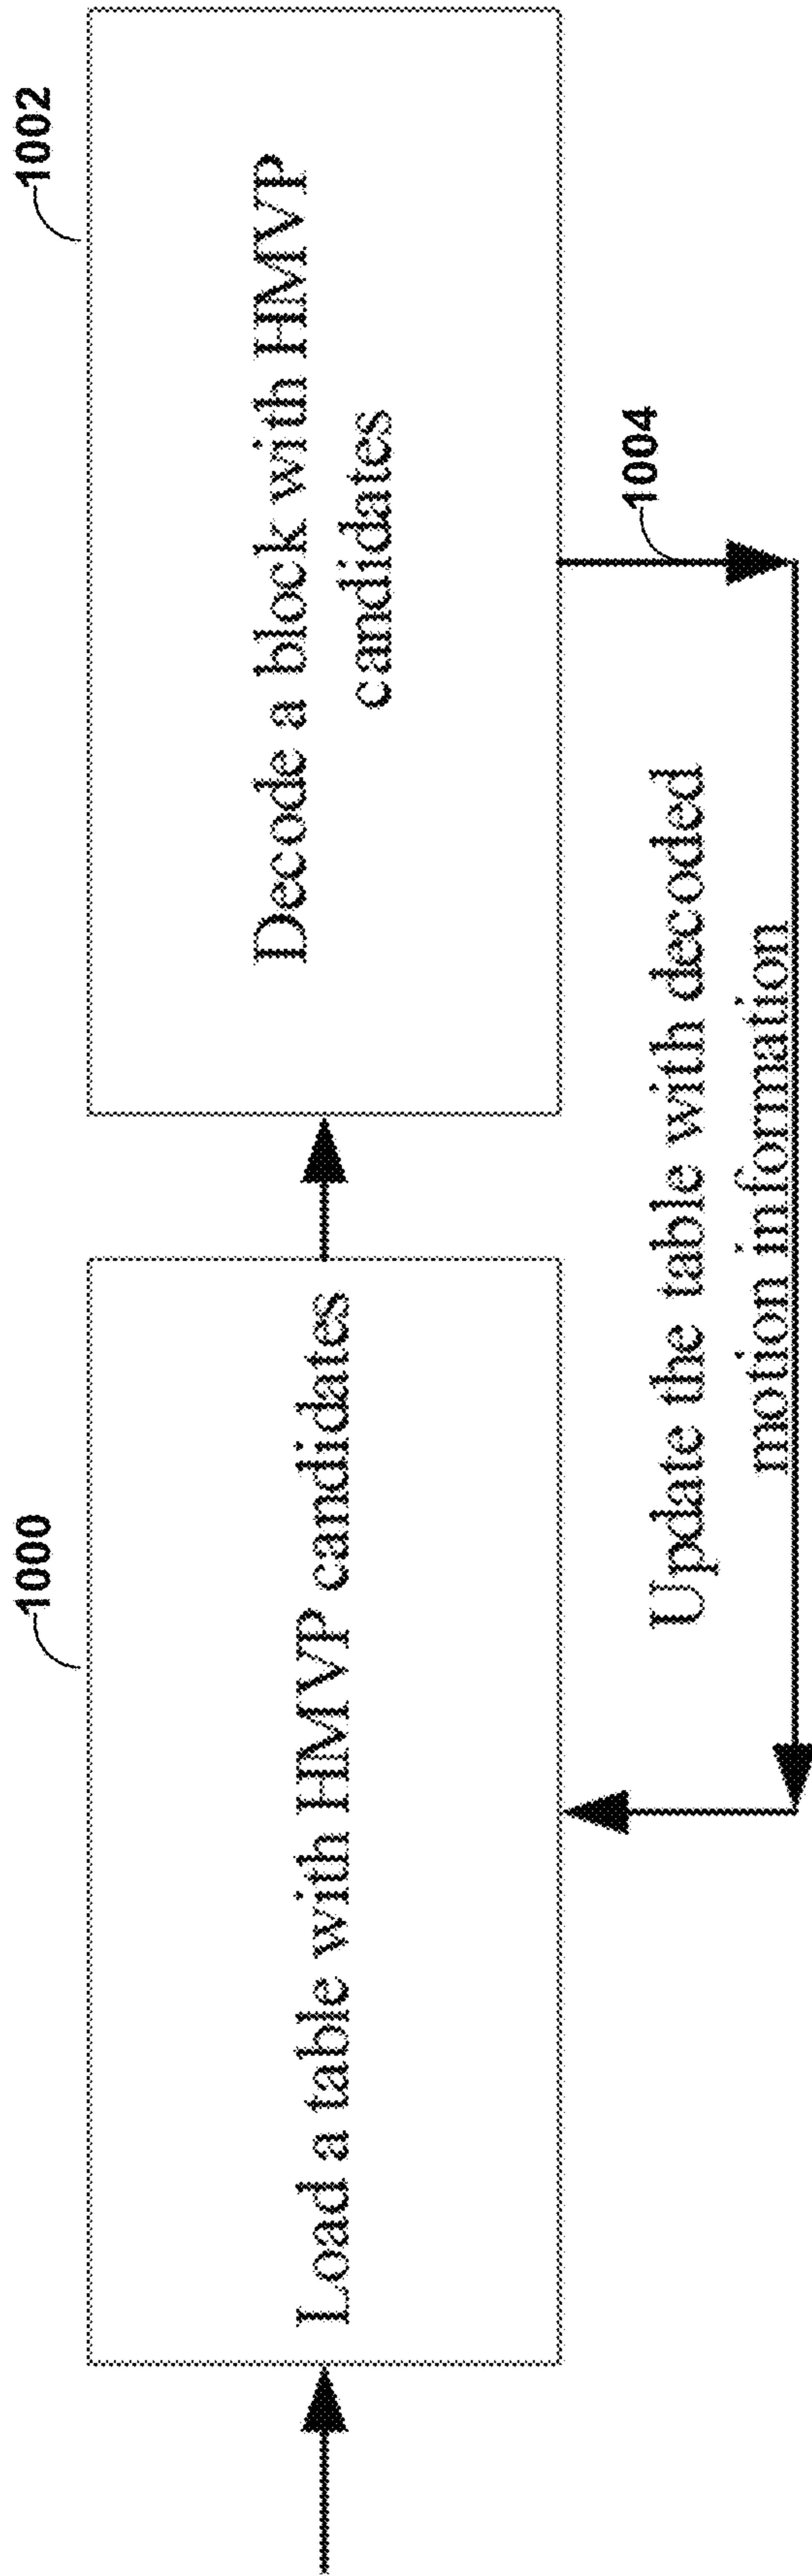 1000
Load a table with HMVP candidates
1002
Decode a block with HMVP
candidates
1004
Update the table with decoded
motion information